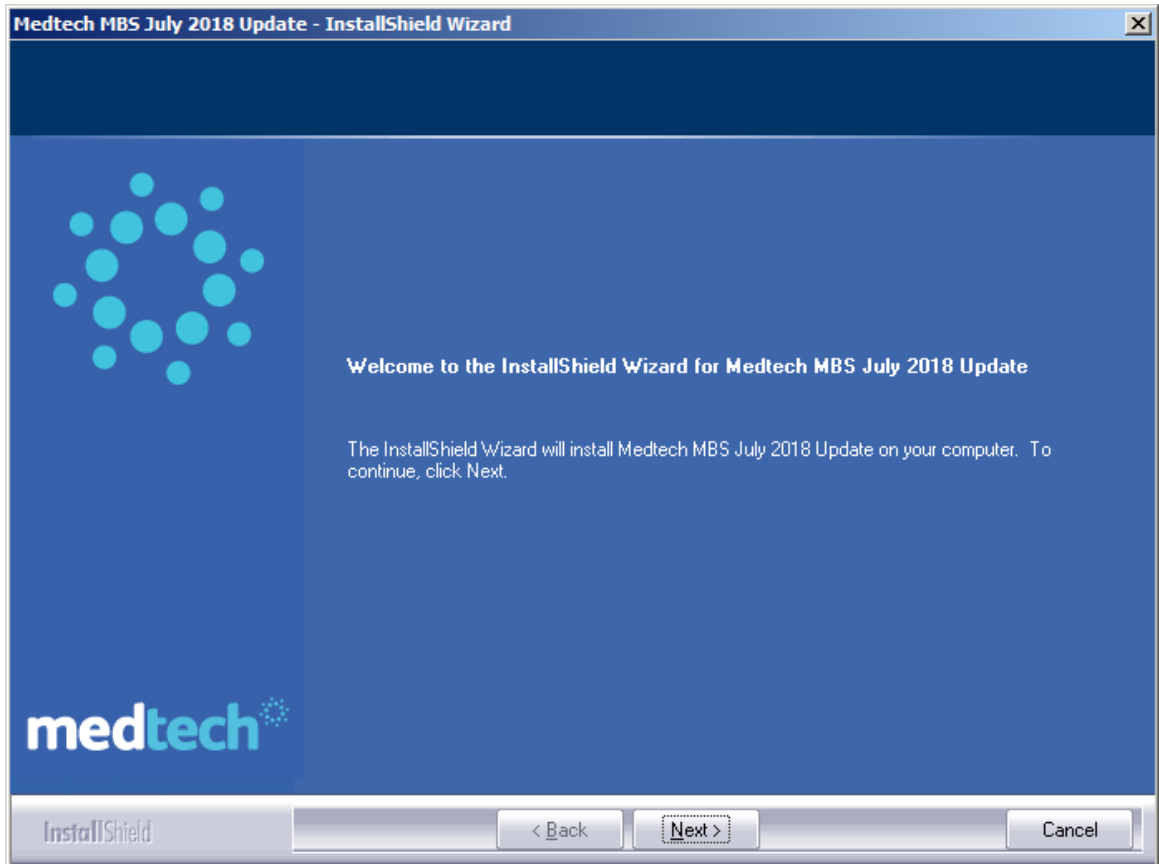 Medtech MBS July 2018 Update - InstallShield Wizard
Welcome to the InstallShield Wizard for Medtech MBS July 2018 Update
The InstallShield Wizard will install Medtech MBS July 2018 Update on your computer. To
continue, click Next.
medtech
InstallShield
< Back
Next >
Cancel